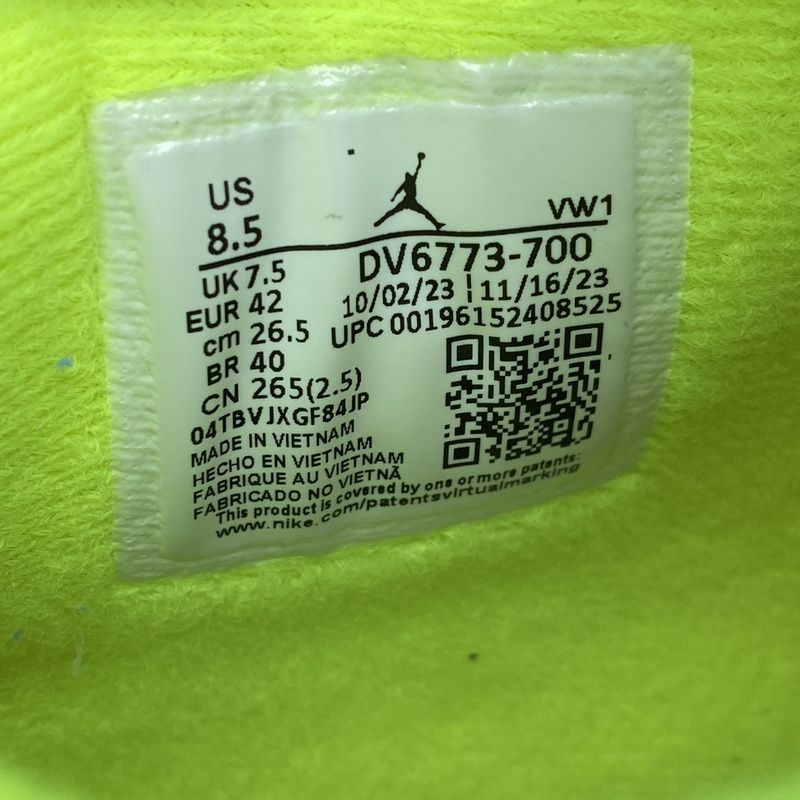 US
8.5
VW1
UK 7.5
DV6773-700
EUR 42
10/02/23 | 11/16/23
cm 26.5
UPC 00196152408525
BR 40
CN 265(2.5)
04TBVJXGF84JP
MADE IN VIETNAM
HECHO EN VIETNAM
FABRIQUE AU VIETNAM
FABRICADO NO VIETNÃ
This product is covered by one or more patents:
www.nike.com/patentsvirtualmarking